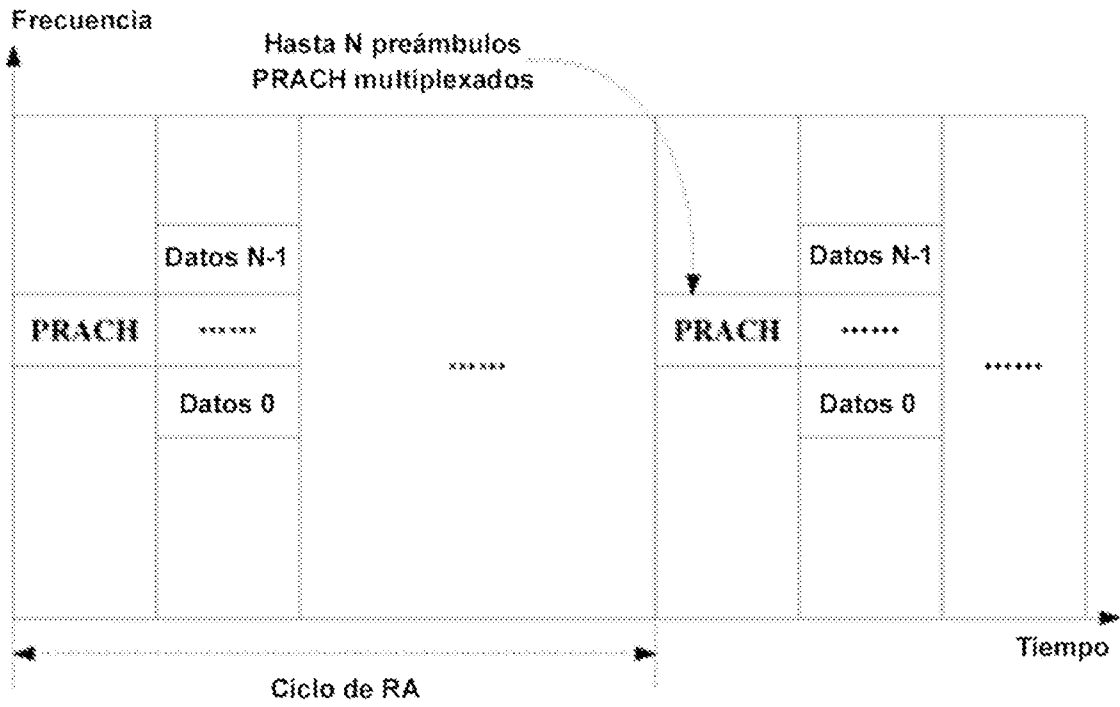 Frecuencia
Hasta N preámbulos
PRACH multiplexados
Datos N-1
Datos N-1
PRACH
......
......
PRACH
......
......
Datos 0
Datos 0
Tiempo
Ciclo de RA